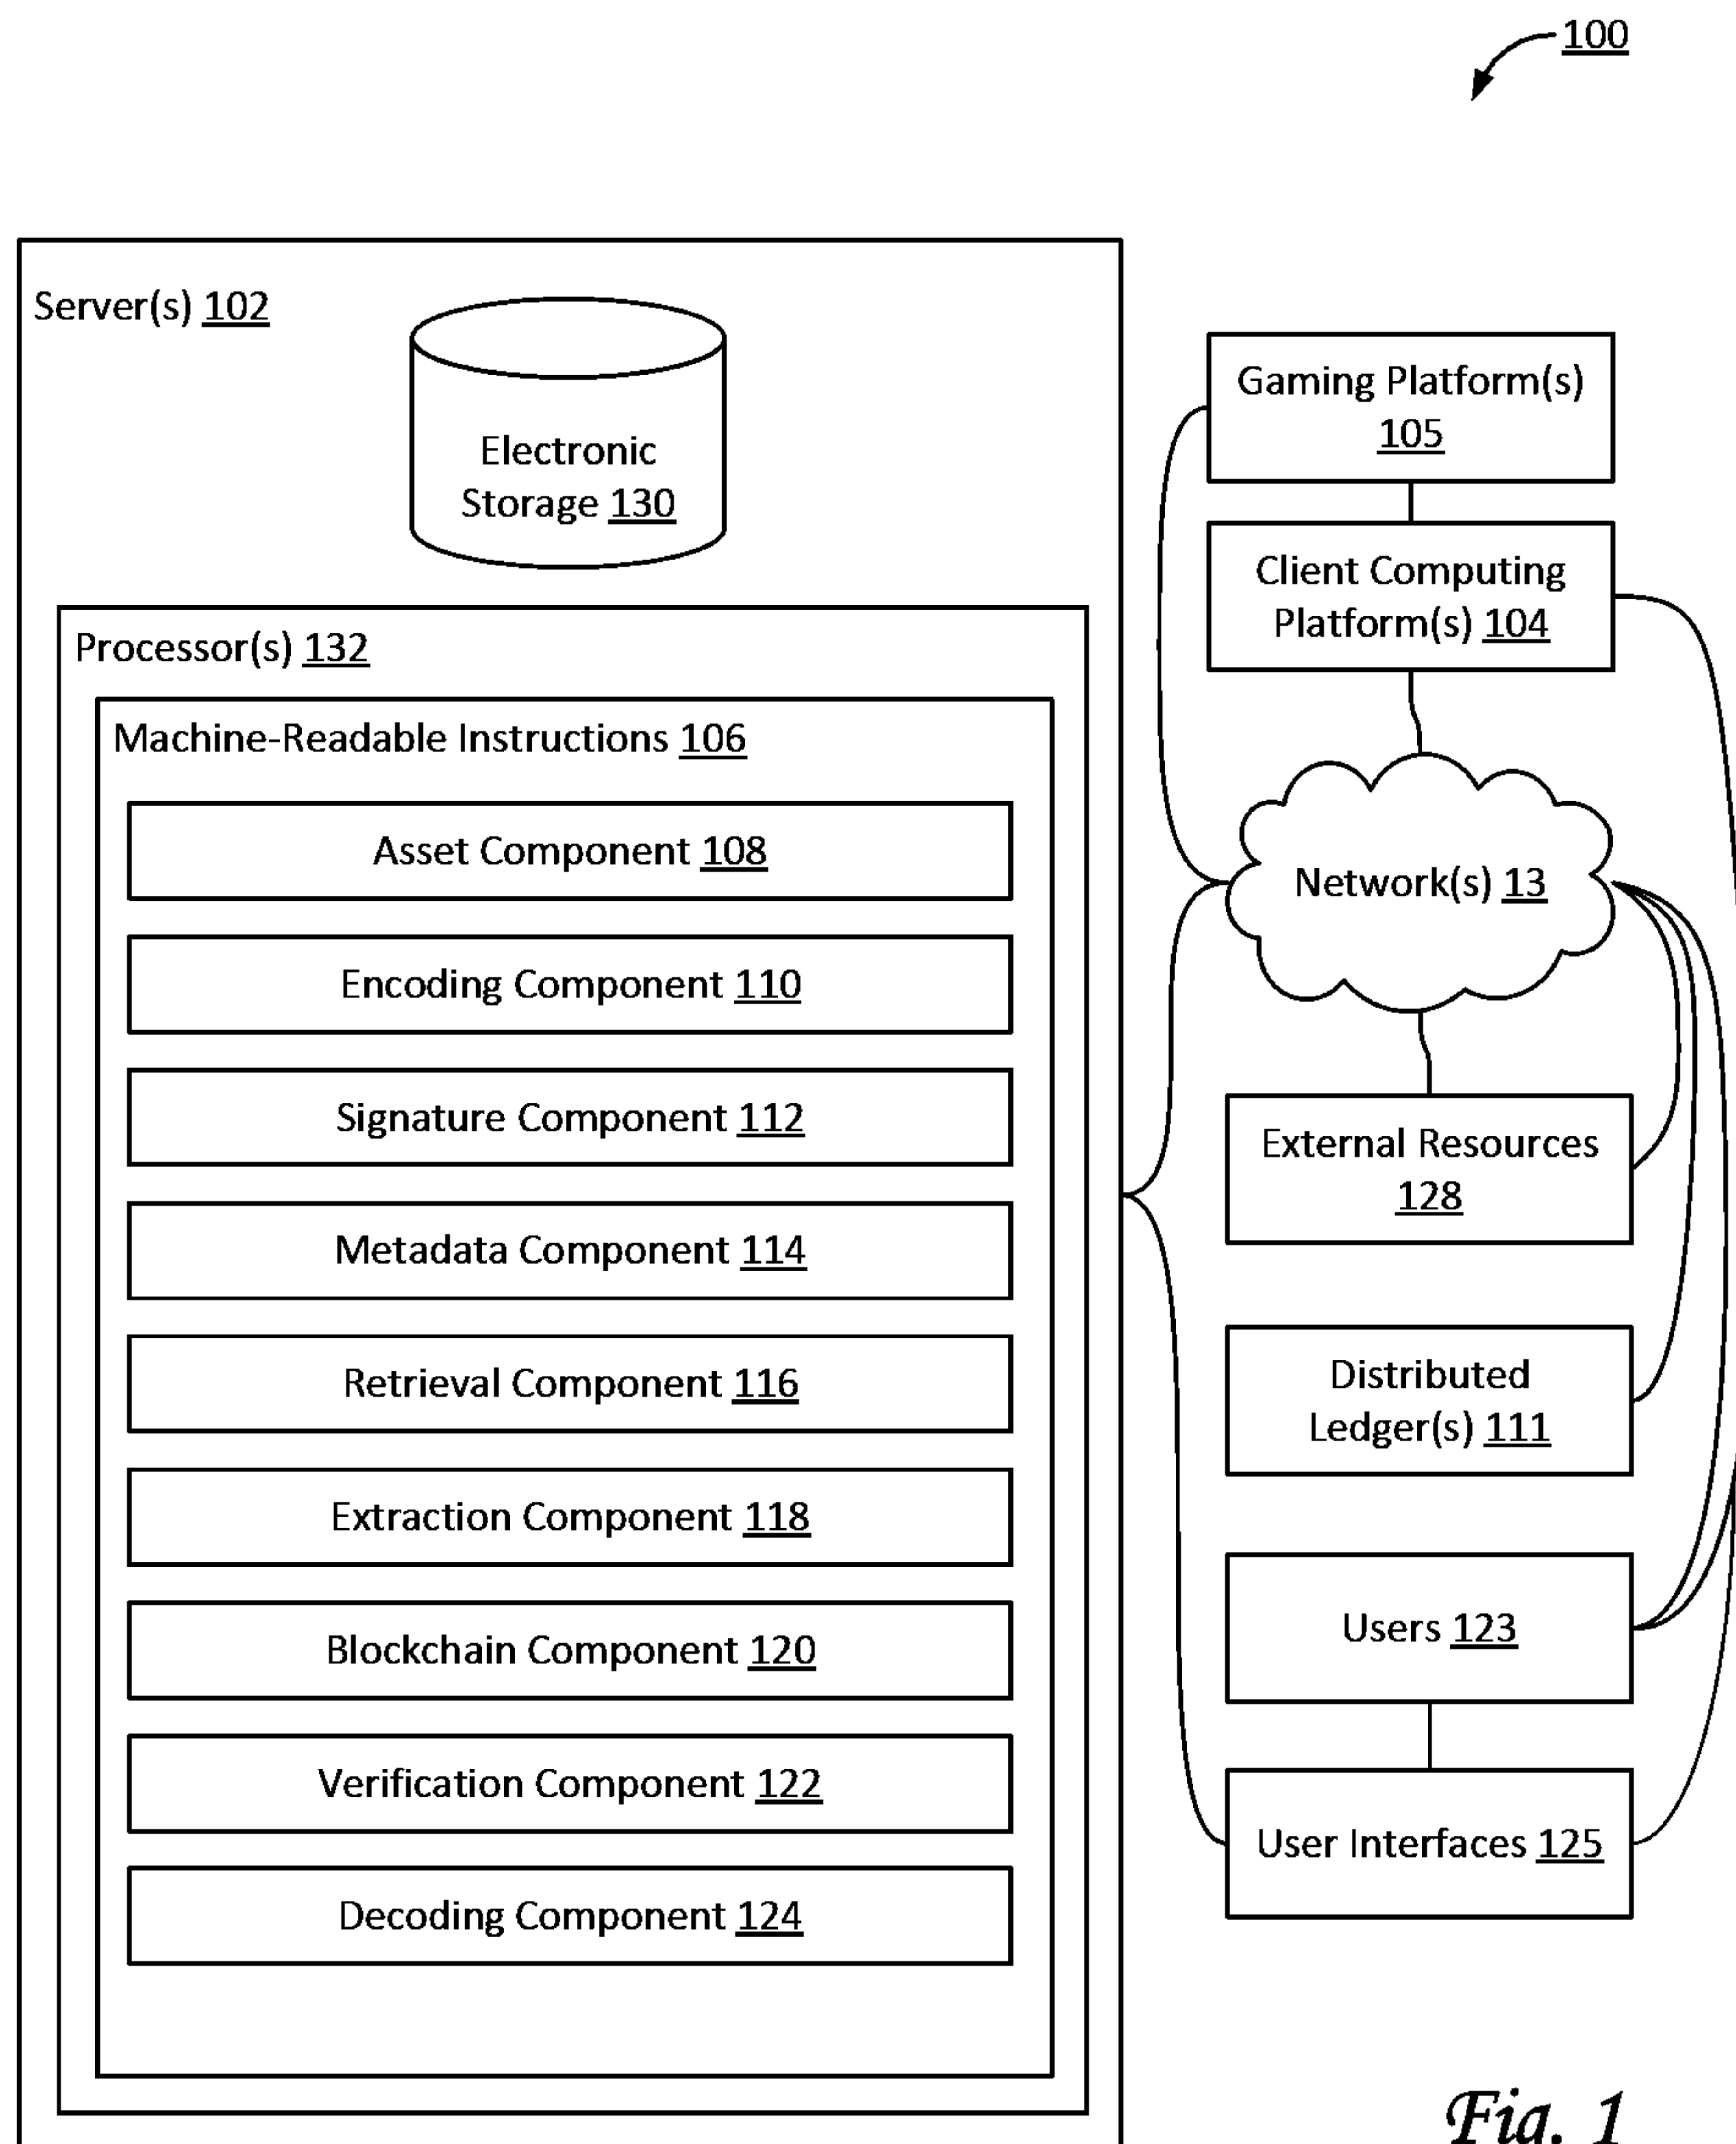 100
Server(s) 102
Electronic
Storage 130
Processor(s) 132
Machine-Readable Instructions 106
Asset Component 108
Encoding Component 110
Signature Component 112
Metadata Component 114
Retrieval Component 116
Extraction Component 118
Blockchain Component 120
Verification Component 122
Decoding Component 124
Gaming Platform(s)
105
Client Computing
Platform(s) 104
Network(s) 13
External Resources
128
Distributed
Ledger(s) 111
Users 123
User Interfaces 125
Fig. 1